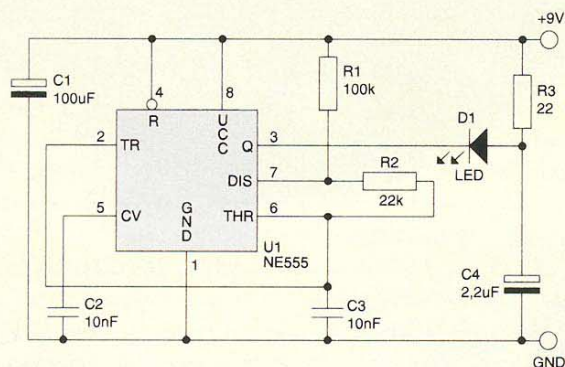 +9V
C1
100uF
4
8
R1
100k
R3
22
R
U
C
C
2
TR
Q
3
D1
LED
DIS
7
R2
22k
5
CV
G
N
D
THR
6
U1
NE555
1
C2
10nF
C3
10nF
C4
2,2uF
GND